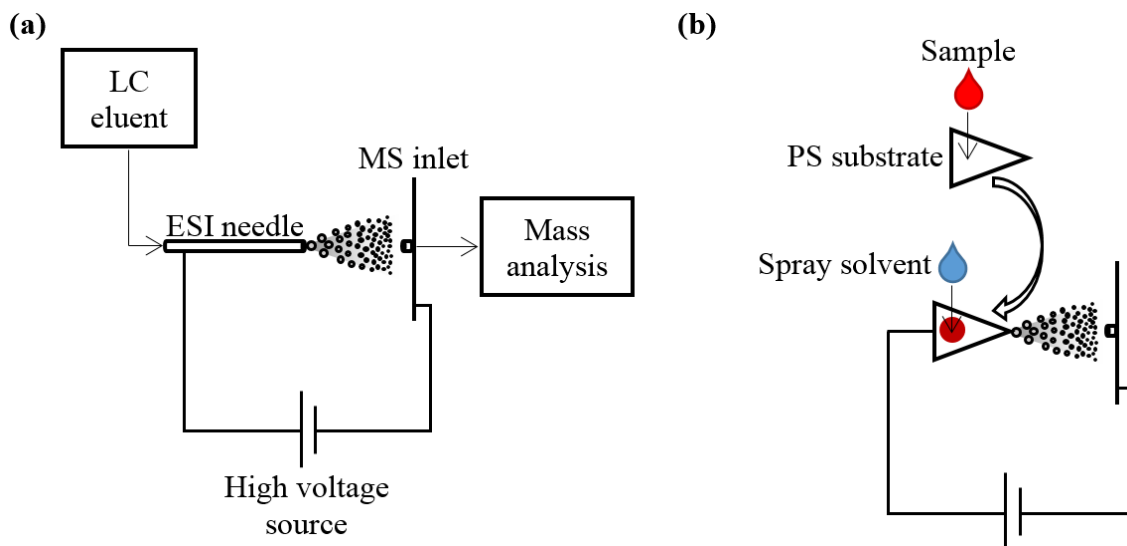 (a)
LC
eluent
ESI needle
MS inlet
Mass
analysis
High voltage
source
(b)
Sample
PS substrate
Spray solvent